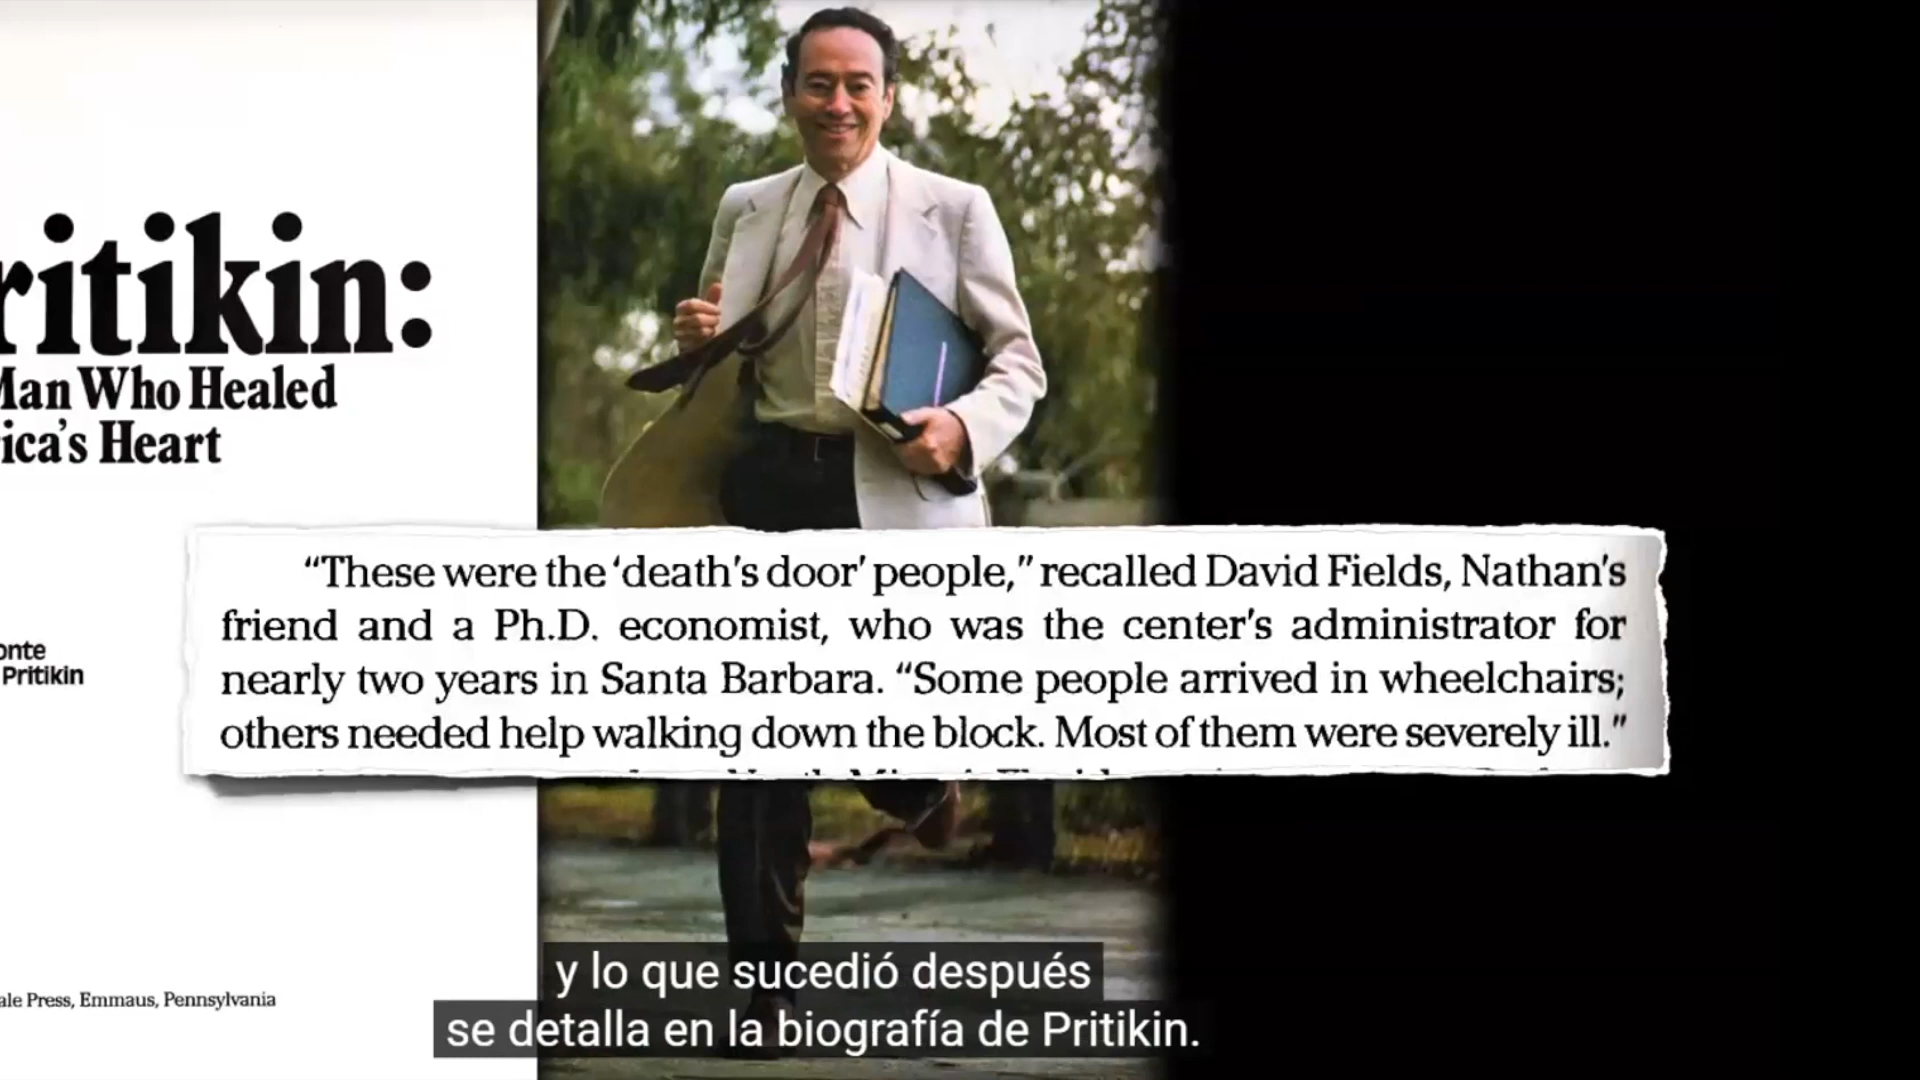 ritikin:
Man Who Healed
ica's Heart
“These were the ‘death's door’ people,” recalled David Fields, Nathan's
friend and a Ph.D. economist, who was the center's administrator for
nearly two years in Santa Barbara. “Some people arrived in wheelchairs;
others needed help walking down the block. Most of them were severely ill.”
onte
Pritikin
ale Press, Emmaus, Pennsylvania
y lo que sucedió después
se detalla en la biografía de Pritikin.